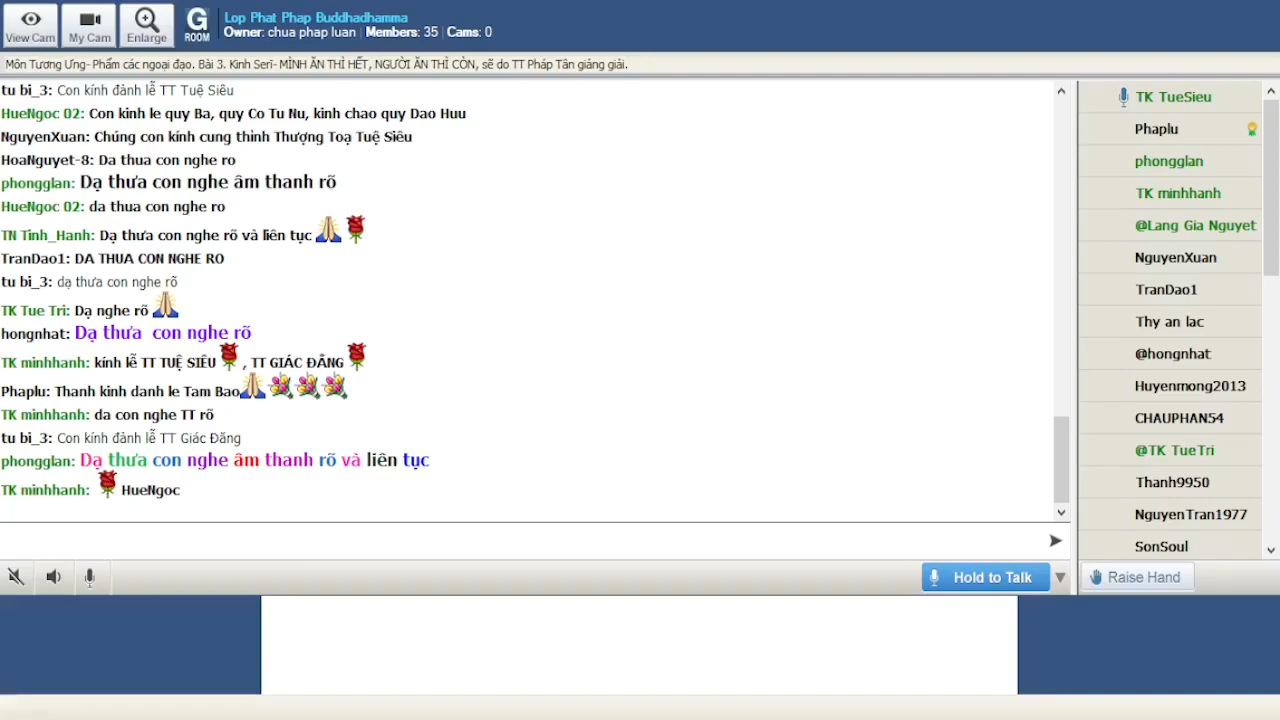 View Cam
My Cam
Enlarge
G
ROOM
Lop Phat Phap Buddhadhamma
Owner: chua phap luan | Members: 35 | Cams: 0
Môn Tương Ưng- Phẩm các ngoại đạo. Bài 3. Kinh Serī- MÌNH ĂN THÌ HẾT, NGƯỜI ĂN THÌ CÒN, sẽ do TT Pháp Tân giảng giải.
tu bi_3: Con kính đảnh lễ TT Tuệ Siêu
HueNgoc 02: Con kinh le quy Ba, quy Co Tu Nu, kinh chao quy Dao Huu
NguyenXuan: Chúng con kính cung thỉnh Thượng Toạ Tuệ Siêu
HoaNguyet-8: Da thua con nghe ro
phongglan: Dạ thưa con nghe âm thanh rõ
HueNgoc 02: da thua con nghe ro
TN Tinh_Hanh: Dạ thưa con nghe rõ và liên tục
TranDao1: DA THUA CON NGHE RO
tu bi_3: dạ thưa con nghe rõ
TK Tue Tri: Dạ nghe rõ
hongnhat: Dạ thưa con nghe rõ
TK minhhanh: kính lễ TT TUỆ SIÊU , TT GIÁC ĐẲNG
Phaplu: Thanh kinh danh le Tam Bao
TK minhhanh: da con nghe TT rõ
tu bi_3: Con kính đảnh lễ TT Giác Đăng
phongglan: Dạ thưa con nghe âm thanh rõ và liên tục
TK minhhanh: HueNgoc
Hold to Talk
TK TueSieu
Phaplu
phongglan
TK minhhanh
@Lang Gia Nguyet
NguyenXuan
TranDao1
Thy an lac
@hongnhat
Huyenmong2013
CHAUPHAN54
@TK TueTri
Thanh9950
NguyenTran1977
SonSoul
Raise Hand